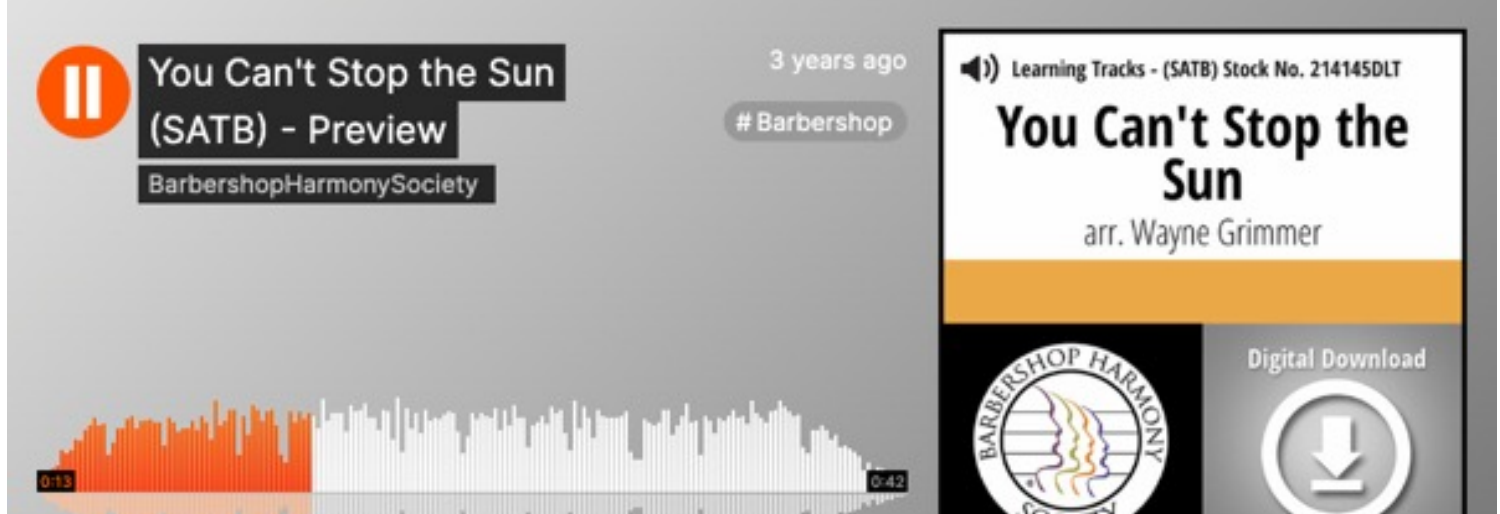 You Can't Stop the Sun
(SATB) - Preview
BarbershopHarmonySociety
3 years ago
# Barbershop
0:13
0:42
Learning Tracks - (SATB) Stock No. 214145DLT
You Can't Stop the
Sun
arr. Wayne Grimmer
BARBERSHOP HARMONY
SOCIETY
Digital Download